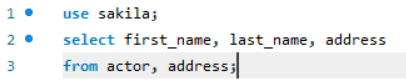 1 use sakila;
2 select first_name, last_name, address
3 from actor, address;